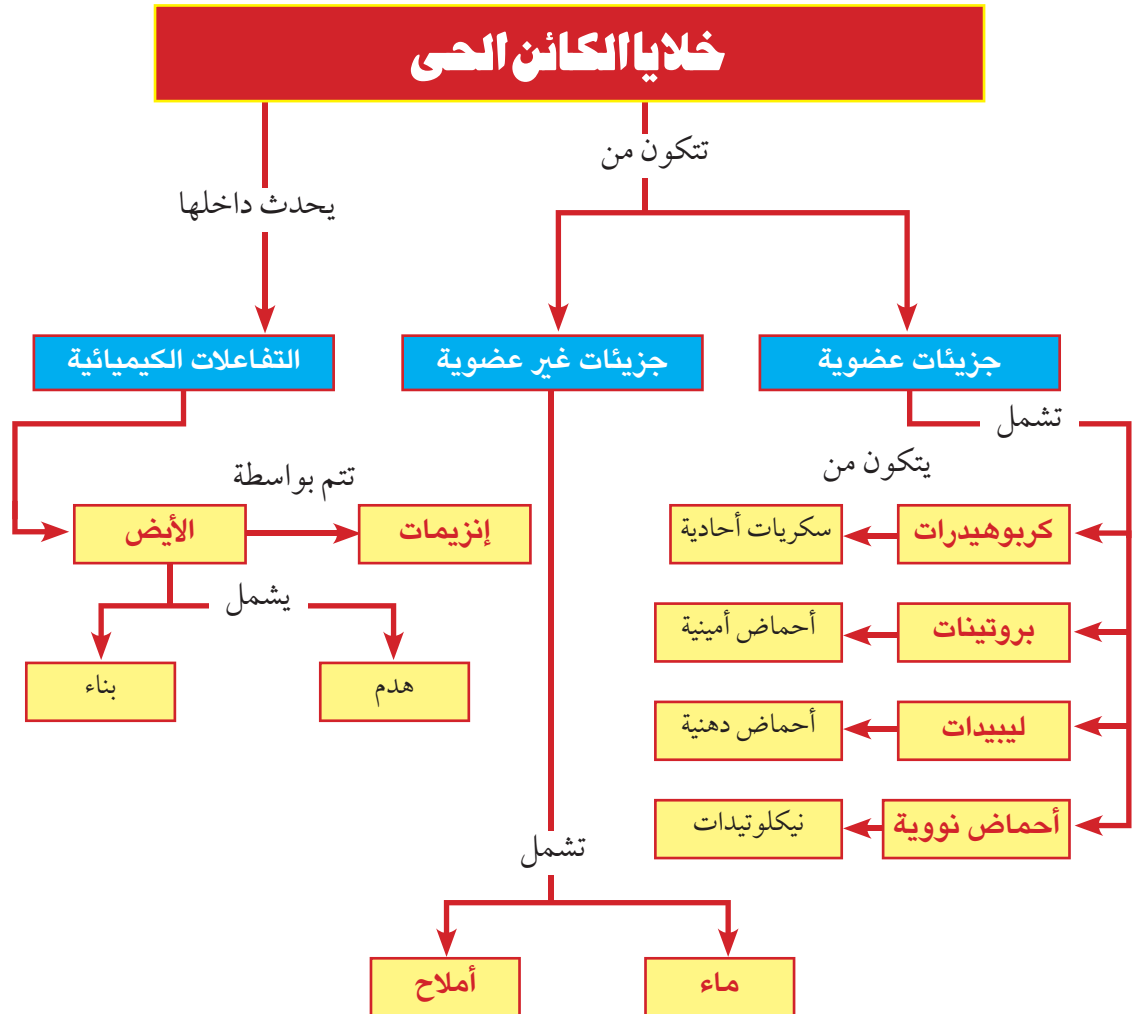 خلايا الكائن الحى
تتكون من
يحدث داخلها
جزيئات عضوية
جزيئات غير عضوية
التفاعلات الكيميائية
تشمل
يتكون من
تتم بواسطة
كربوهيدرات
سكريات أحادية
إنزيمات
الأيض
يشمل
بروتينات
أحماض أمينية
هدم
بناء
ليبيدات
أحماض دهنية
أحماض نووية
نيكلوتيدات
تشمل
ماء
أملاح